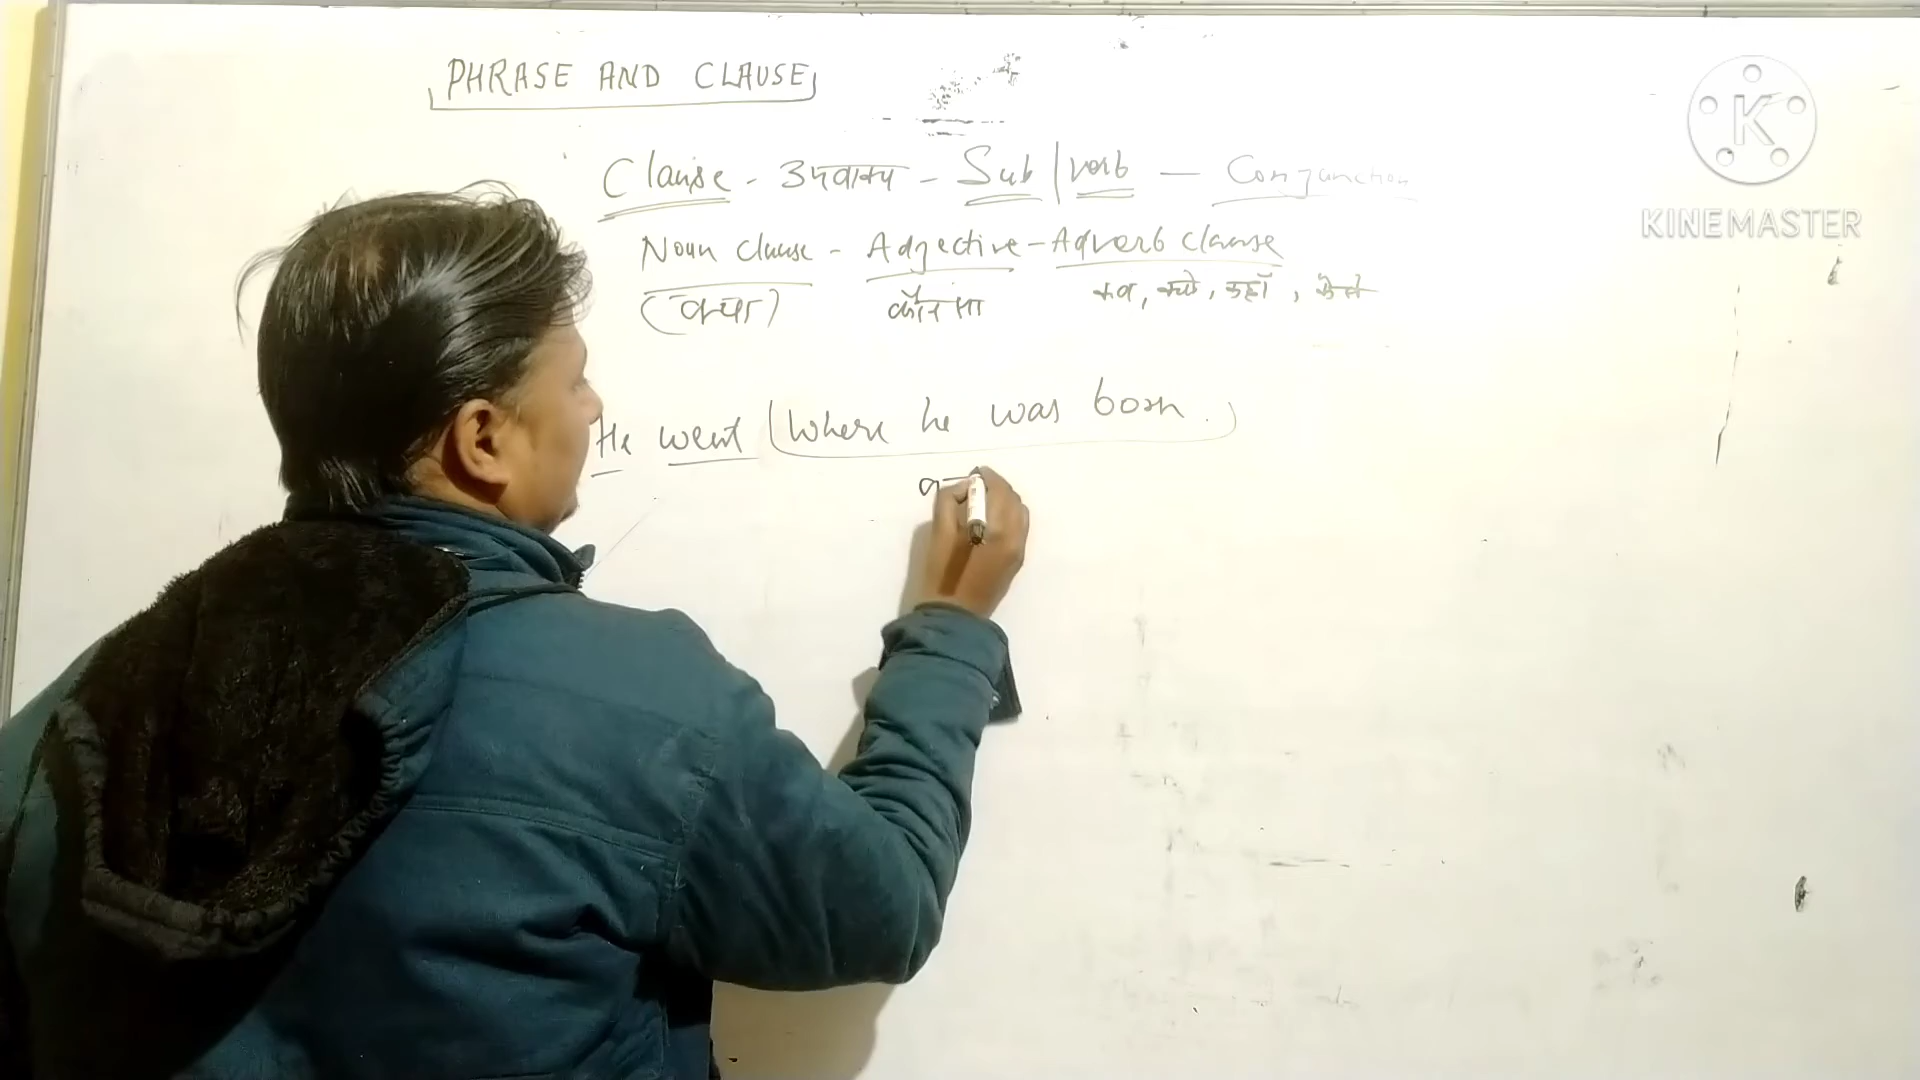 PHRASE AND CLAUSE
Clause - उपवाक्य - Sub | verb - Conjunction
Noun clause - Adjective - Adverb clause
(क्या) कौन सा कब, क्यों, कहाँ, कैसे
He went (where he was born.)
K
KINEMASTER